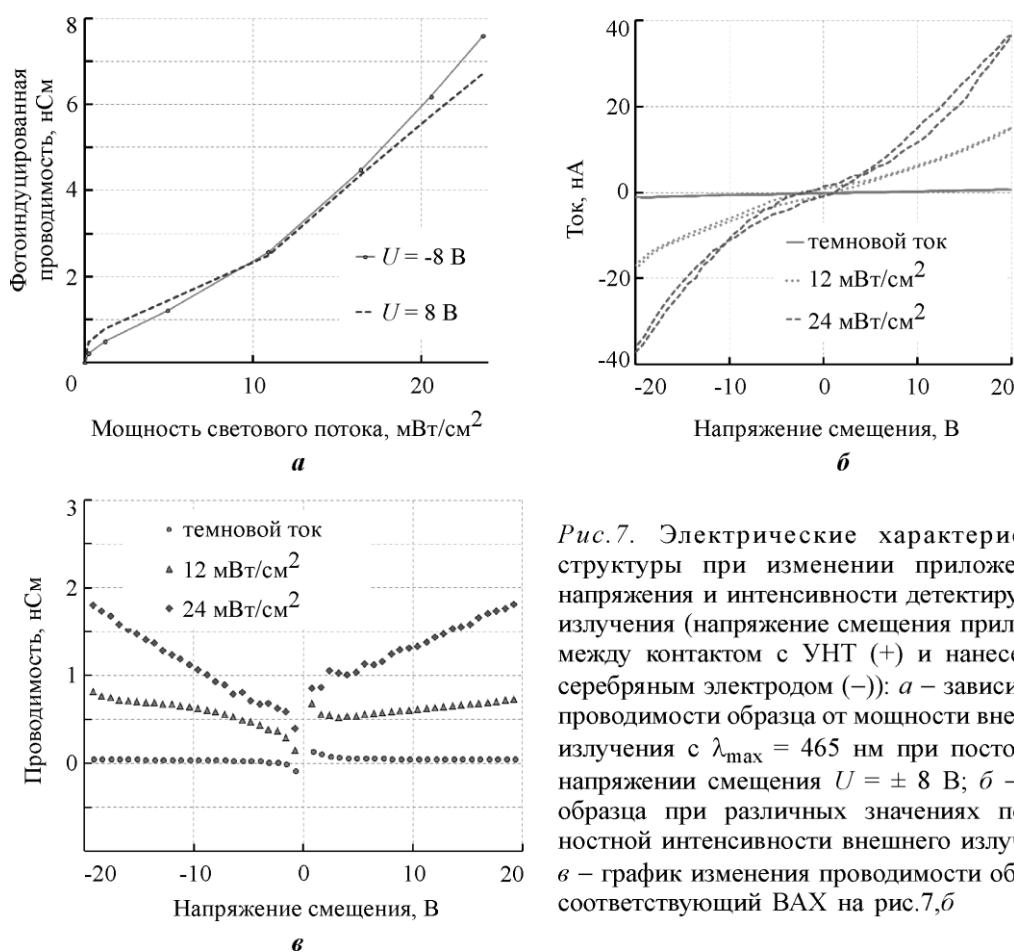 8
6
4
2
0
10
20
Фотоиндуцированная
проводимость, нСм
U = -8 В
U = 8 В
Мощность светового потока, мВт/см²
а
40
20
0
-20
-40
-20
-10
0
10
20
Ток, нА
темновой ток
12 мВт/см²
24 мВт/см²
Напряжение смещения, В
б
3
2
1
0
-20
-10
0
10
20
Проводимость, нСм
темновой ток
12 мВт/см²
24 мВт/см²
Напряжение смещения, В
в
Рис.7. Электрические характерис
структуры при изменении приложе
напряжения и интенсивности детектиру
излучения (напряжение смещения прил
между контактом с УНТ (+) и нанесе
серебряным электродом (–)): а – зависи
проводимости образца от мощности вне
излучения с λmax = 465 нм при посто
напряжении смещения U = ± 8 В; б –
образца при различных значениях по
ностной интенсивности внешнего излуч
в – график изменения проводимости об
соответствующий ВАХ на рис.7,б